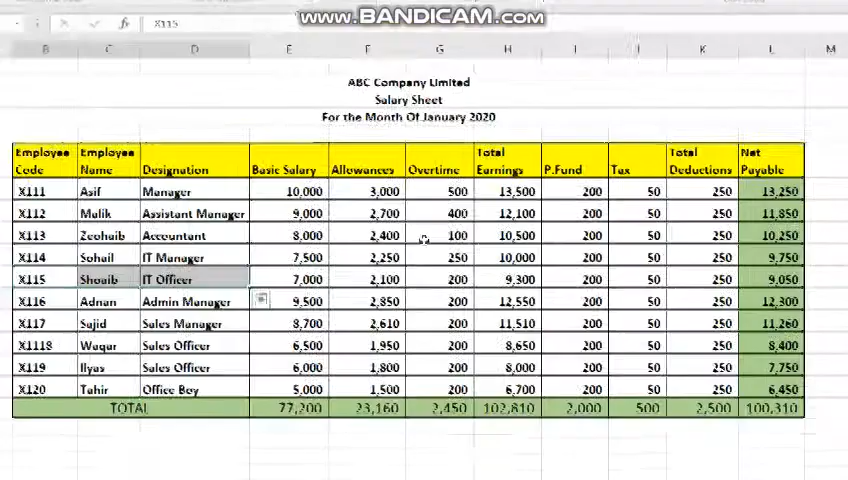 www.BANDICAM.com
fx X115
B C D E F G H I J K L M
ABC Company Limited
Salary Sheet
For the Month Of January 2020
Employee Code Employee Name Designation Basic Salary Allowances Overtime Total Earnings P.Fund Tax Total Deductions Net Payable
X111 Asif Manager 10,000 3,000 500 13,500 200 50 250 13,250
X112 Malik Assistant Manager 9,000 2,700 400 12,100 200 50 250 11,850
X113 Zeohaib Accountant 8,000 2,400 100 10,500 200 50 250 10,250
X114 Sohail IT Manager 7,500 2,250 250 10,000 200 50 250 9,750
X115 Shoaib IT Officer 7,000 2,100 200 9,300 200 50 250 9,050
X116 Adnan Admin Manager 9,500 2,850 200 12,550 200 50 250 12,300
X117 Sajid Sales Manager 8,700 2,610 200 11,510 200 50 250 11,260
X1118 Waqar Sales Officer 6,500 1,950 200 8,650 200 50 250 8,400
X119 Ilyas Sales Officer 6,000 1,800 200 8,000 200 50 250 7,750
X120 Tahir Office Boy 5,000 1,500 200 6,700 200 50 250 6,450
TOTAL 77,200 23,160 2,450 102,810 2,000 500 2,500 100,310